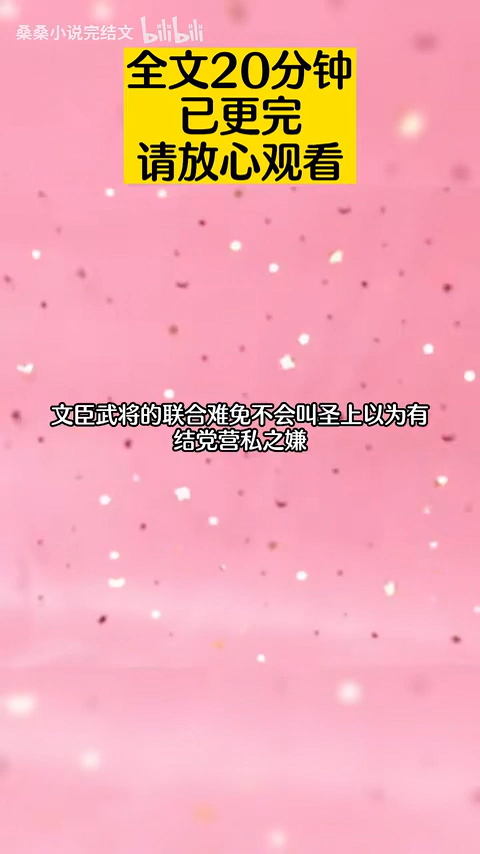 桑桑小说完结文 bilibili
全文20分钟
已更完
请放心观看
文臣武将的联合难免不会叫圣上以为有
结党营私之嫌